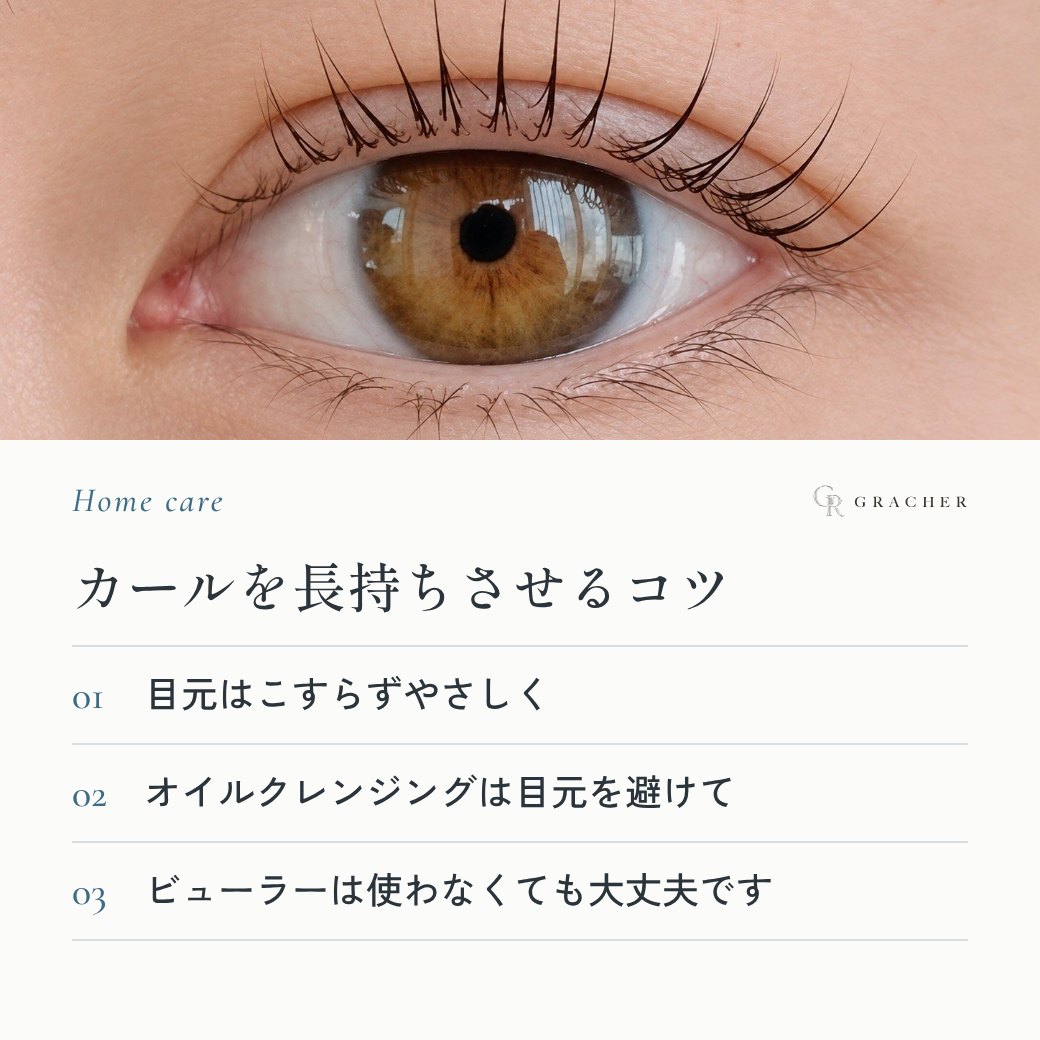 Home care
GR GRACHER
カールを長持ちさせるコツ
01 目元はこすらずやさしく
02 オイルクレンジングは目元を避けて
03 ビューラーは使わなくても大丈夫です